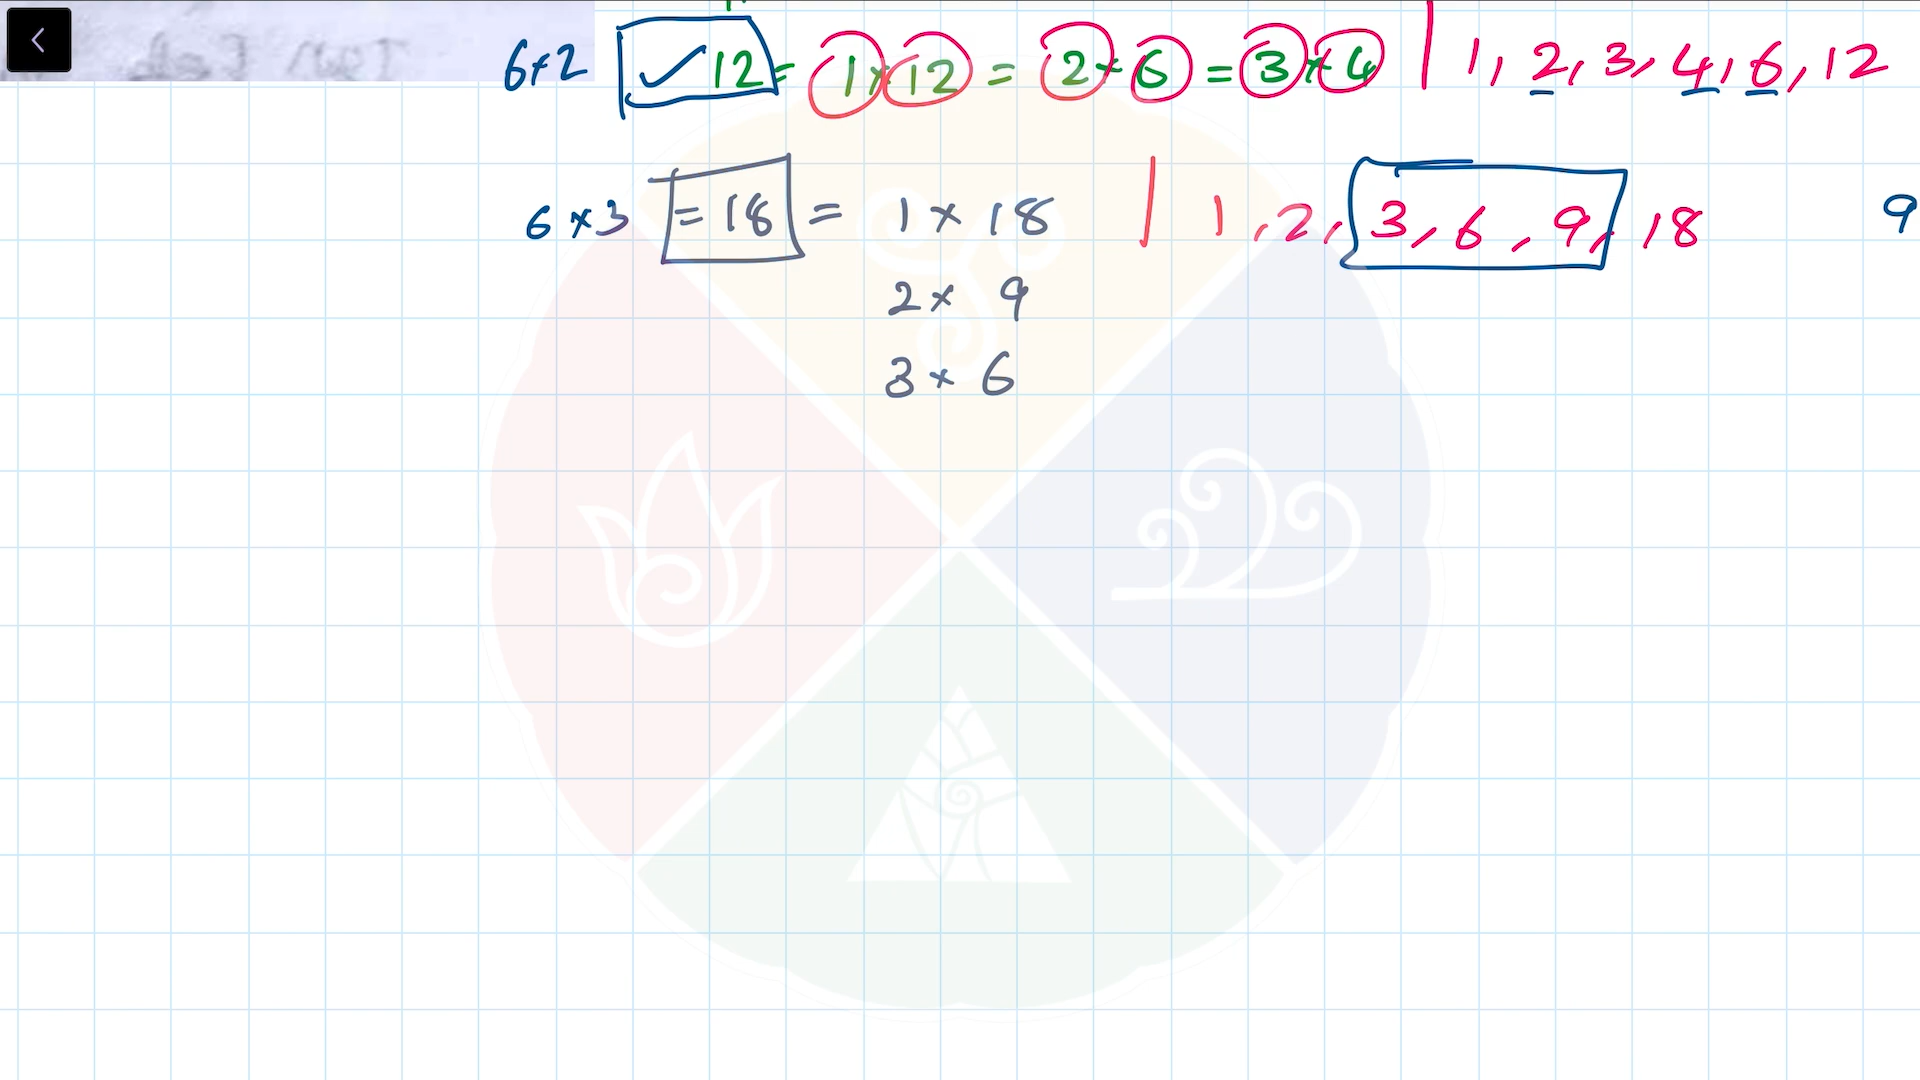 6×2 ✓12 = 1×12 = 2×6 = 3×4 | 1, 2, 3, 4, 6, 12
6×3 = 18 = 1×18 | 1, 2, 3, 6, 9, 18 9
2× 9
3× 6